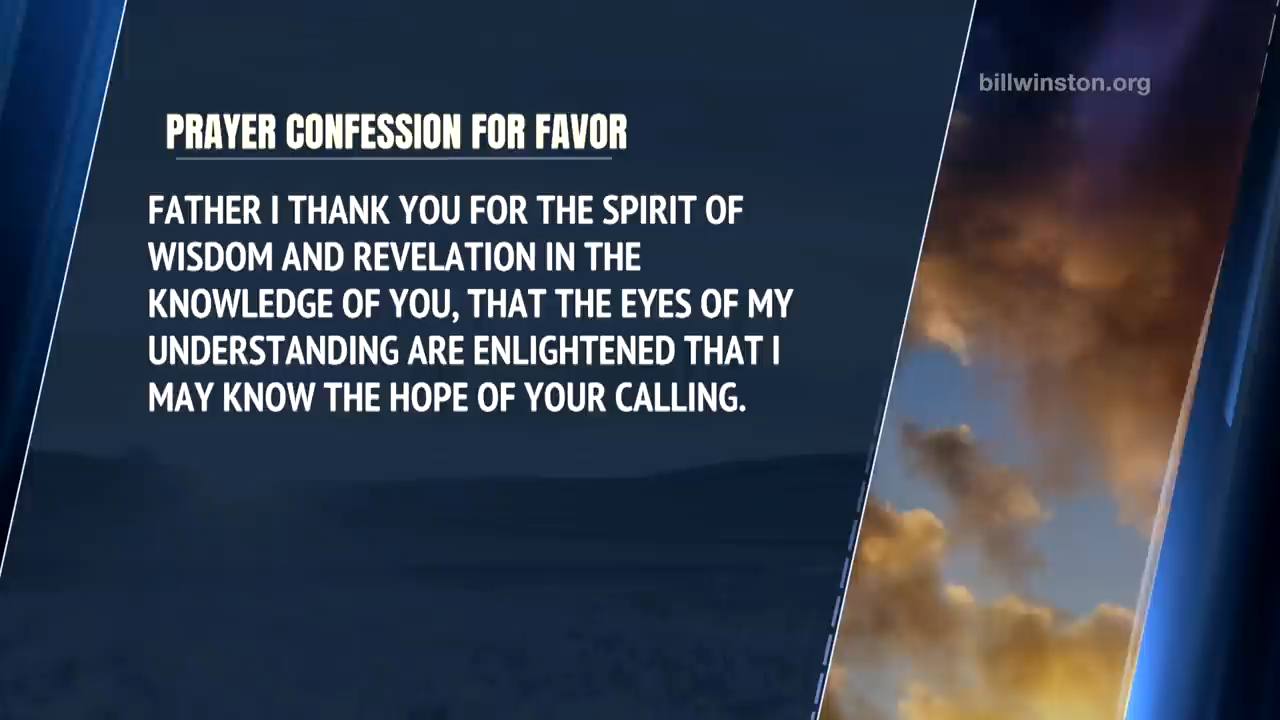 billwinston.org
PRAYER CONFESSION FOR FAVOR
FATHER I THANK YOU FOR THE SPIRIT OF
WISDOM AND REVELATION IN THE
KNOWLEDGE OF YOU, THAT THE EYES OF MY
UNDERSTANDING ARE ENLIGHTENED THAT I
MAY KNOW THE HOPE OF YOUR CALLING.